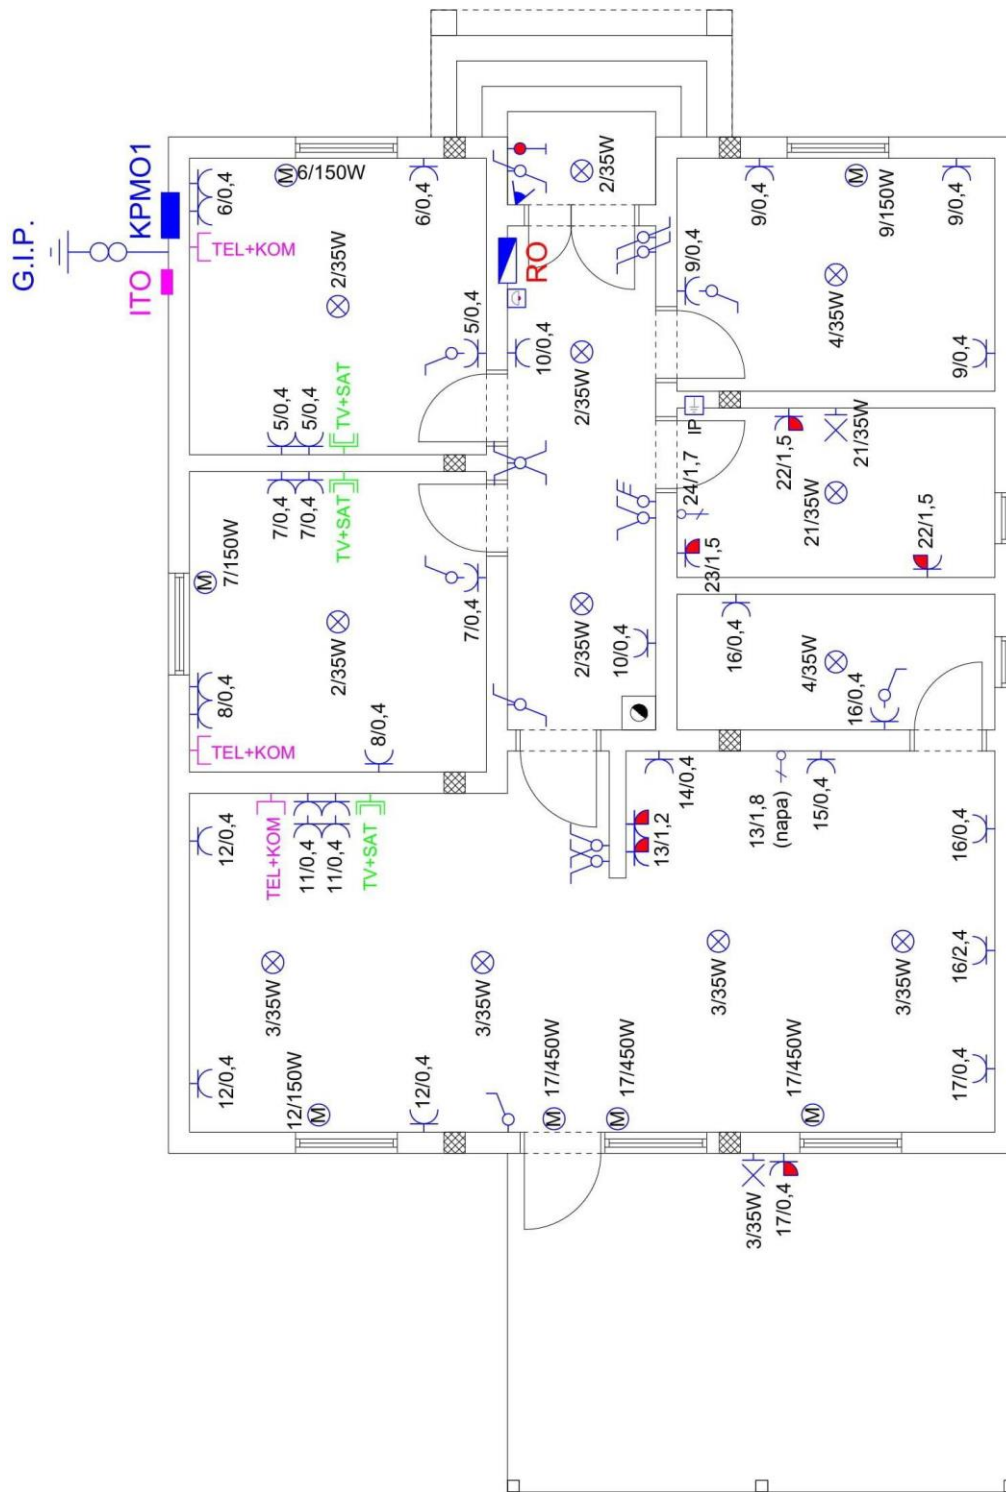 G.I.P.
KPMO1
ITO
6/0,4
6/150W
6/0,4
TEL+KOM
2/35W
2/35W
9/0,4
9/150W
9/0,4
RO
9/0,4
5/0,4
10/0,4
2/35W
4/35W
9/0,4
5/0,4
5/0,4
TV+SAT
IP
22/1,5
21/35W
7/0,4
7/0,4
TV+SAT
24/1,7
21/35W
7/150W
23/1,5
22/1,5
2/35W
7/0,4
2/35W
10/0,4
16/0,4
8/0,4
4/35W
16/0,4
TEL+KOM
8/0,4
14/0,4
13/1,8
(napa)
15/0,4
12/0,4
TEL+KOM
11/0,4
11/0,4
TV+SAT
13/1,2
16/0,4
3/35W
3/35W
3/35W
3/35W
16/2,4
12/0,4
12/150W
12/0,4
17/450W
17/450W
17/450W
17/0,4
3/35W
17/0,4
M
M
M
M
M
M
M